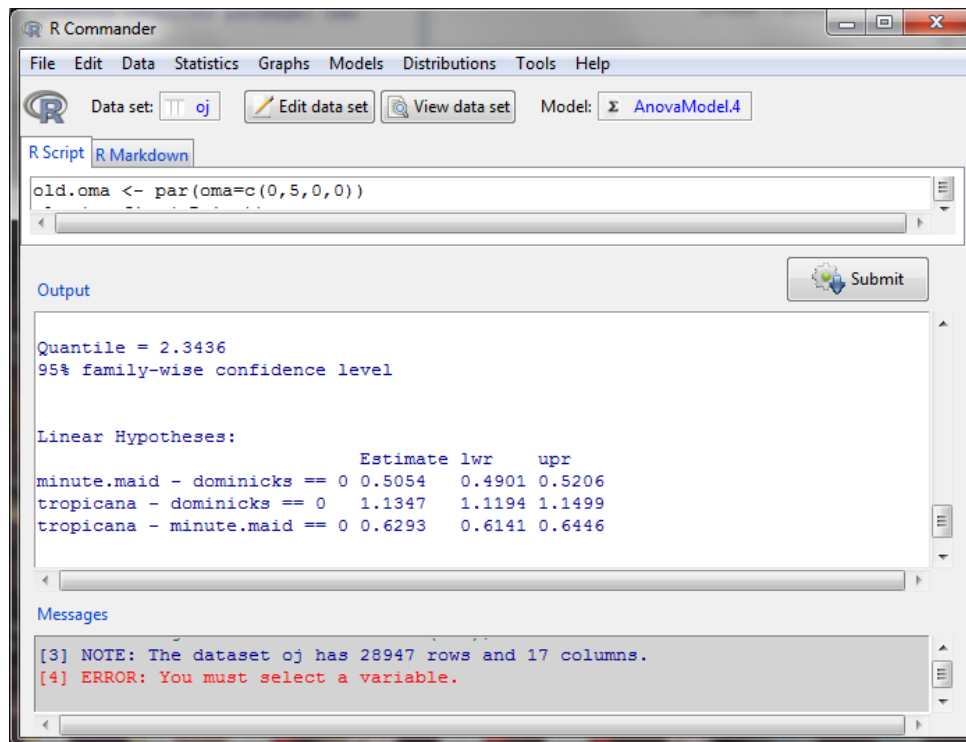 R Commander
File Edit Data Statistics Graphs Models Distributions Tools Help
Data set: oj Edit data set View data set Model: Σ AnovaModel.4
R Script R Markdown
old.oma <- par(oma=c(0,5,0,0))
Submit
Output
Quantile = 2.3436
95% family-wise confidence level
Linear Hypotheses:
Estimate lwr upr
minute.maid - dominicks == 0 0.5054 0.4901 0.5206
tropicana - dominicks == 0 1.1347 1.1194 1.1499
tropicana - minute.maid == 0 0.6293 0.6141 0.6446
Messages
[3] NOTE: The dataset oj has 28947 rows and 17 columns.
[4] ERROR: You must select a variable.